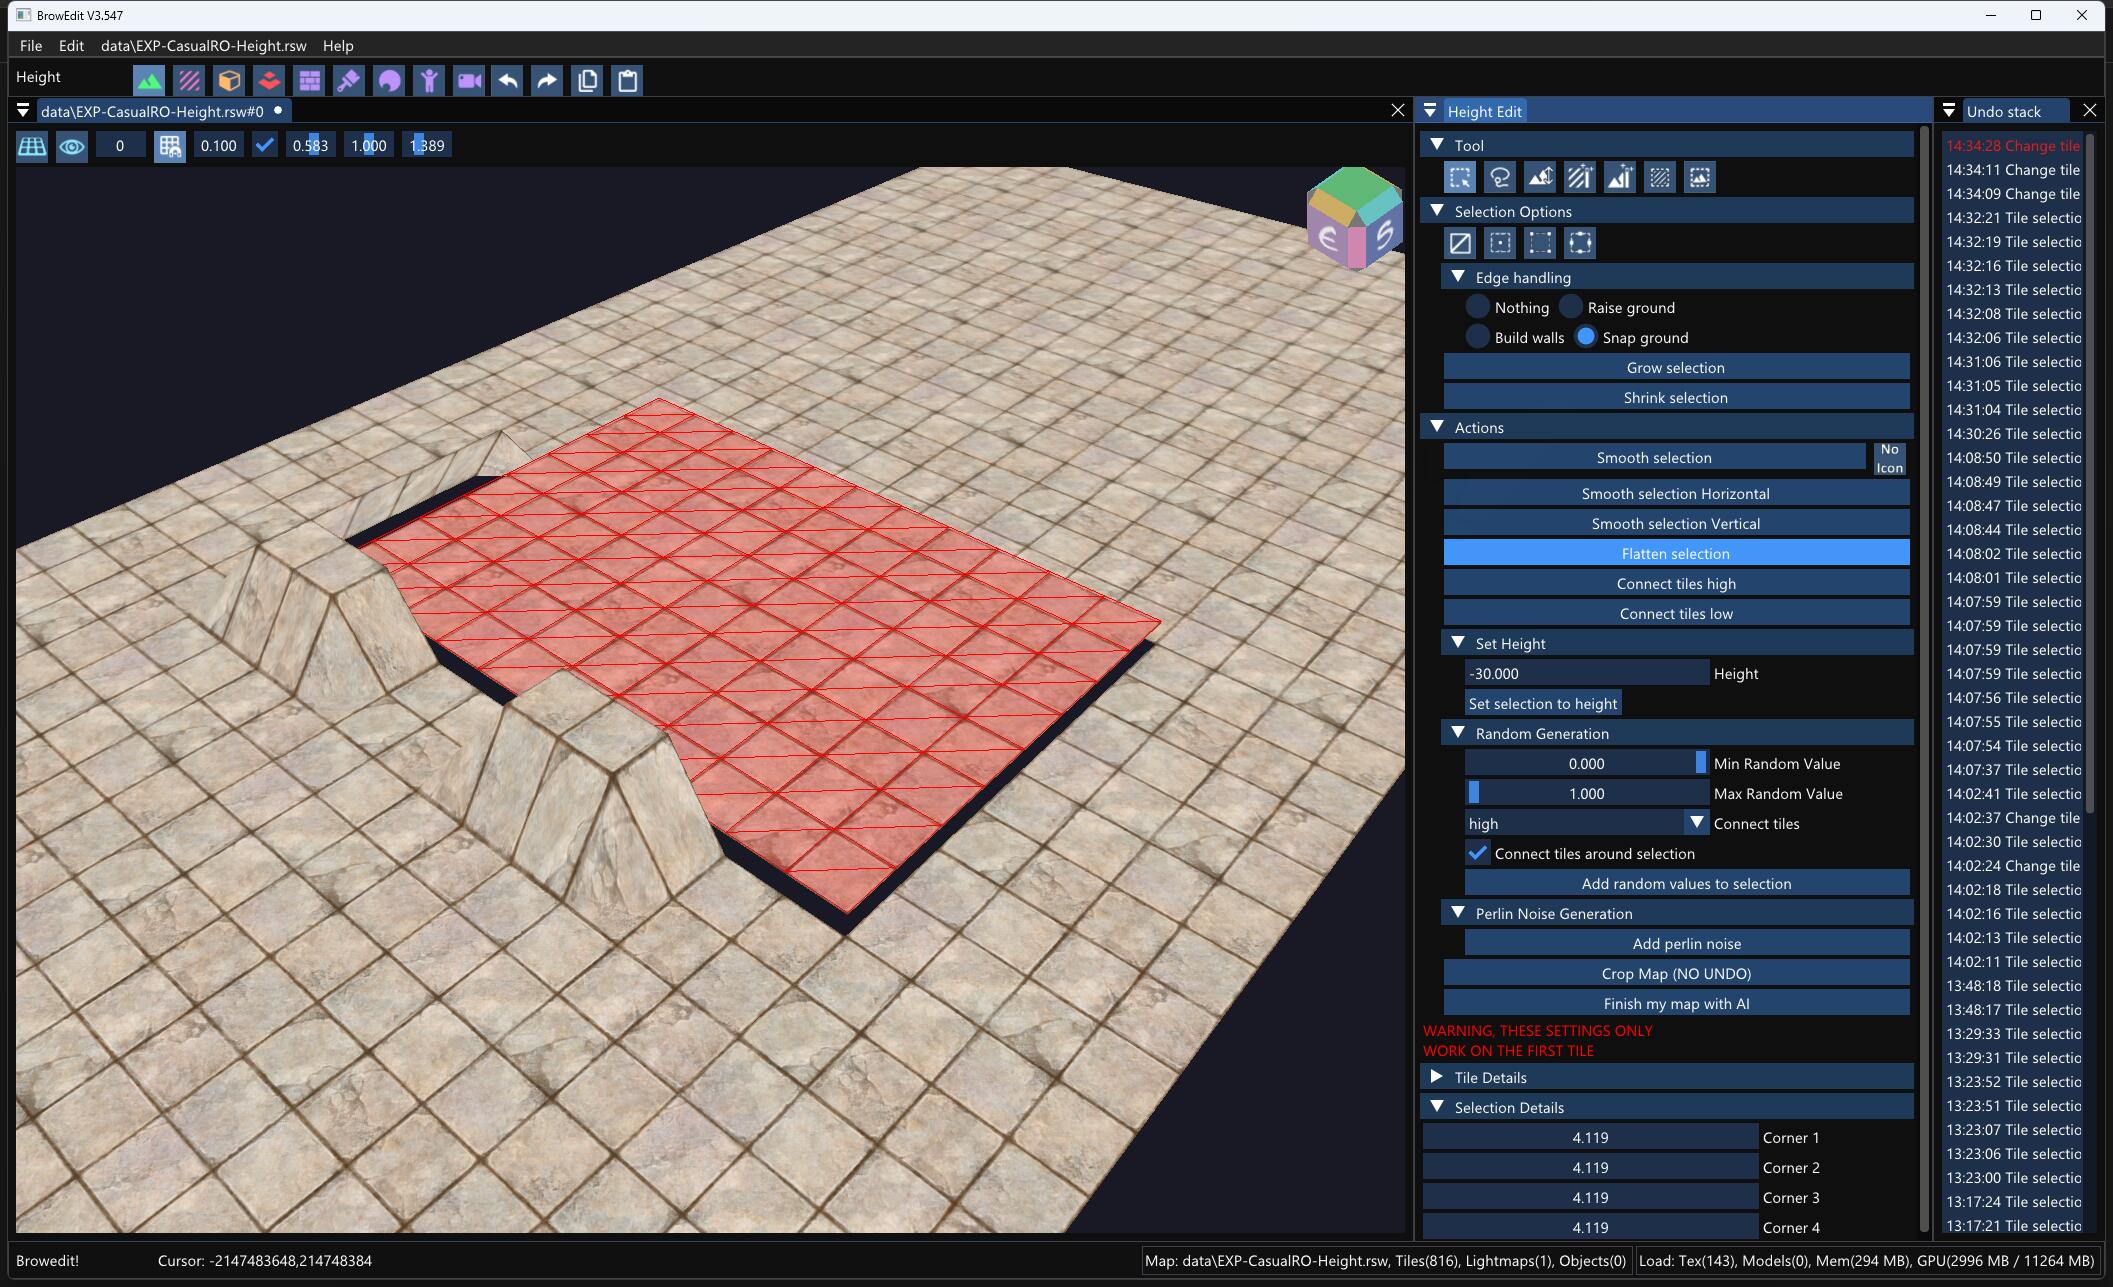 BrowEdit V3.547
File Edit data\EXP-CasualRO-Height.rsw Help
Height
data\EXP-CasualRO-Height.rsw#0
0 0.100 0.583 1.000 1.389
E S
Height Edit
Tool
Selection Options
Edge handling
Nothing Raise ground
Build walls Snap ground
Grow selection
Shrink selection
Actions
Smooth selection No Icon
Smooth selection Horizontal
Smooth selection Vertical
Flatten selection
Connect tiles high
Connect tiles low
Set Height
-30.000 Height
Set selection to height
Random Generation
0.000 Min Random Value
1.000 Max Random Value
high Connect tiles
Connect tiles around selection
Add random values to selection
Perlin Noise Generation
Add perlin noise
Crop Map (NO UNDO)
Finish my map with AI
WARNING, THESE SETTINGS ONLY
WORK ON THE FIRST TILE
Tile Details
Selection Details
4.119 Corner 1
4.119 Corner 2
4.119 Corner 3
4.119 Corner 4
Undo stack
14:34:28 Change tile
14:34:11 Change tile
14:34:09 Change tile
14:32:21 Tile selectio
14:32:19 Tile selectio
14:32:16 Tile selectio
14:32:13 Tile selectio
14:32:08 Tile selectio
14:32:06 Tile selectio
14:31:06 Tile selectio
14:31:05 Tile selectio
14:31:04 Tile selectio
14:30:26 Tile selectio
14:08:50 Tile selectio
14:08:49 Tile selectio
14:08:47 Tile selectio
14:08:44 Tile selectio
14:08:02 Tile selectio
14:08:01 Tile selectio
14:07:59 Tile selectio
14:07:59 Tile selectio
14:07:59 Tile selectio
14:07:59 Tile selectio
14:07:56 Tile selectio
14:07:55 Tile selectio
14:07:54 Tile selectio
14:07:37 Tile selectio
14:02:41 Tile selectio
14:02:37 Change tile
14:02:30 Tile selectio
14:02:24 Change tile
14:02:18 Tile selectio
14:02:16 Tile selectio
14:02:13 Tile selectio
14:02:11 Tile selectio
13:48:18 Tile selectio
13:48:17 Tile selectio
13:29:33 Tile selectio
13:29:31 Tile selectio
13:23:52 Tile selectio
13:23:51 Tile selectio
13:23:07 Tile selectio
13:23:06 Tile selectio
13:23:00 Tile selectio
13:17:24 Tile selectio
13:17:21 Tile selectio
Browedit! Cursor: -2147483648,214748384 Map: data\EXP-CasualRO-Height.rsw, Tiles(816), Lightmaps(1), Objects(0) Load: Tex(143), Models(0), Mem(294 MB), GPU(2996 MB / 11264 MB)